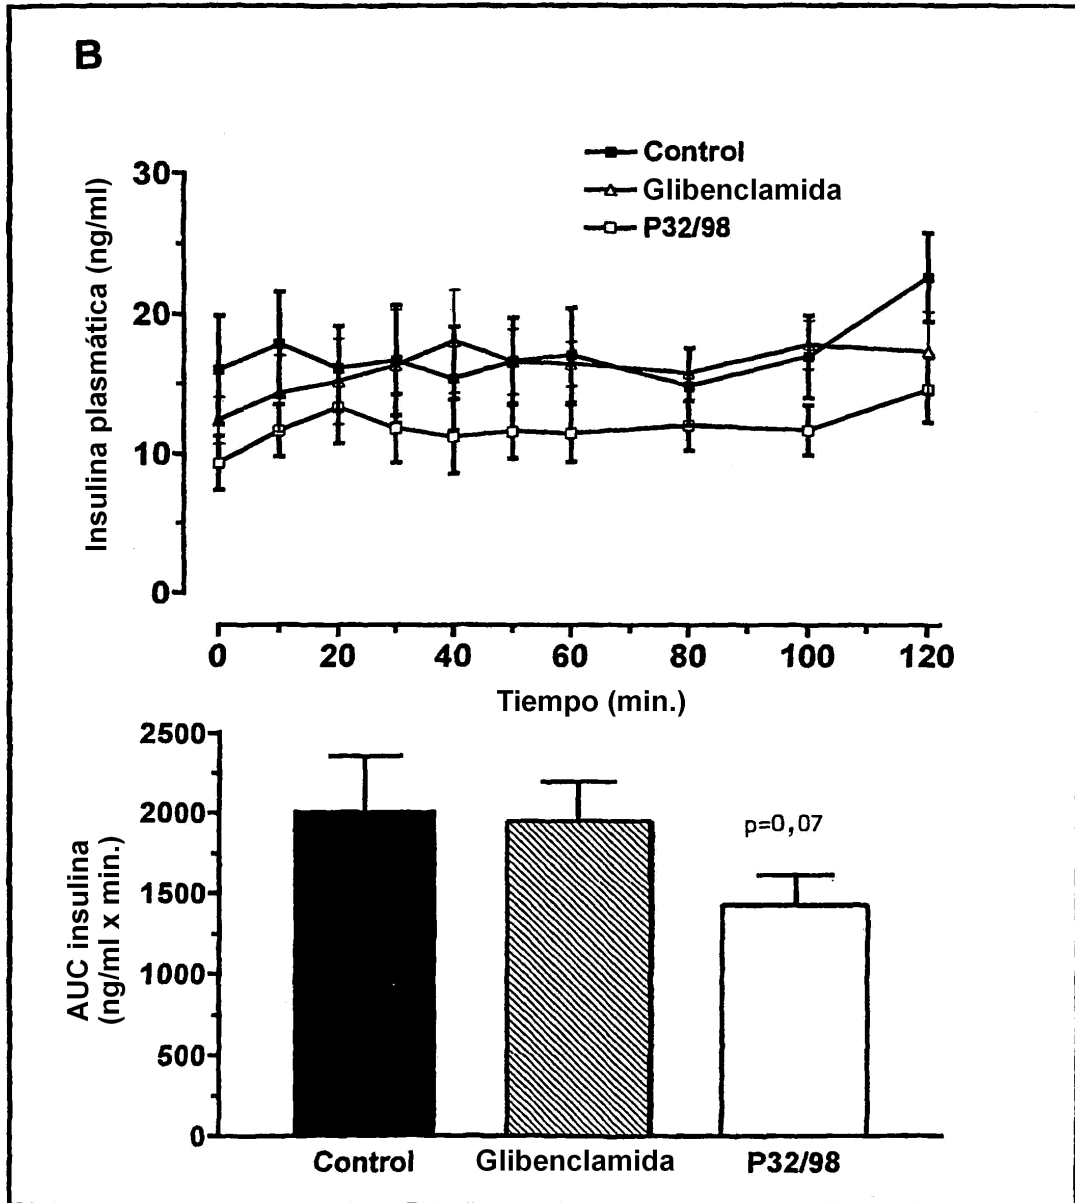 B
Control
Glibenclamida
P32/98
Insulina plasmática (ng/ml)
30
20
10
0
0 20 40 60 80 100 120
Tiempo (min.)
AUC insulina
(ng/ml x min.)
2500
2000
1500
1000
500
0
p=0,07
Control Glibenclamida P32/98